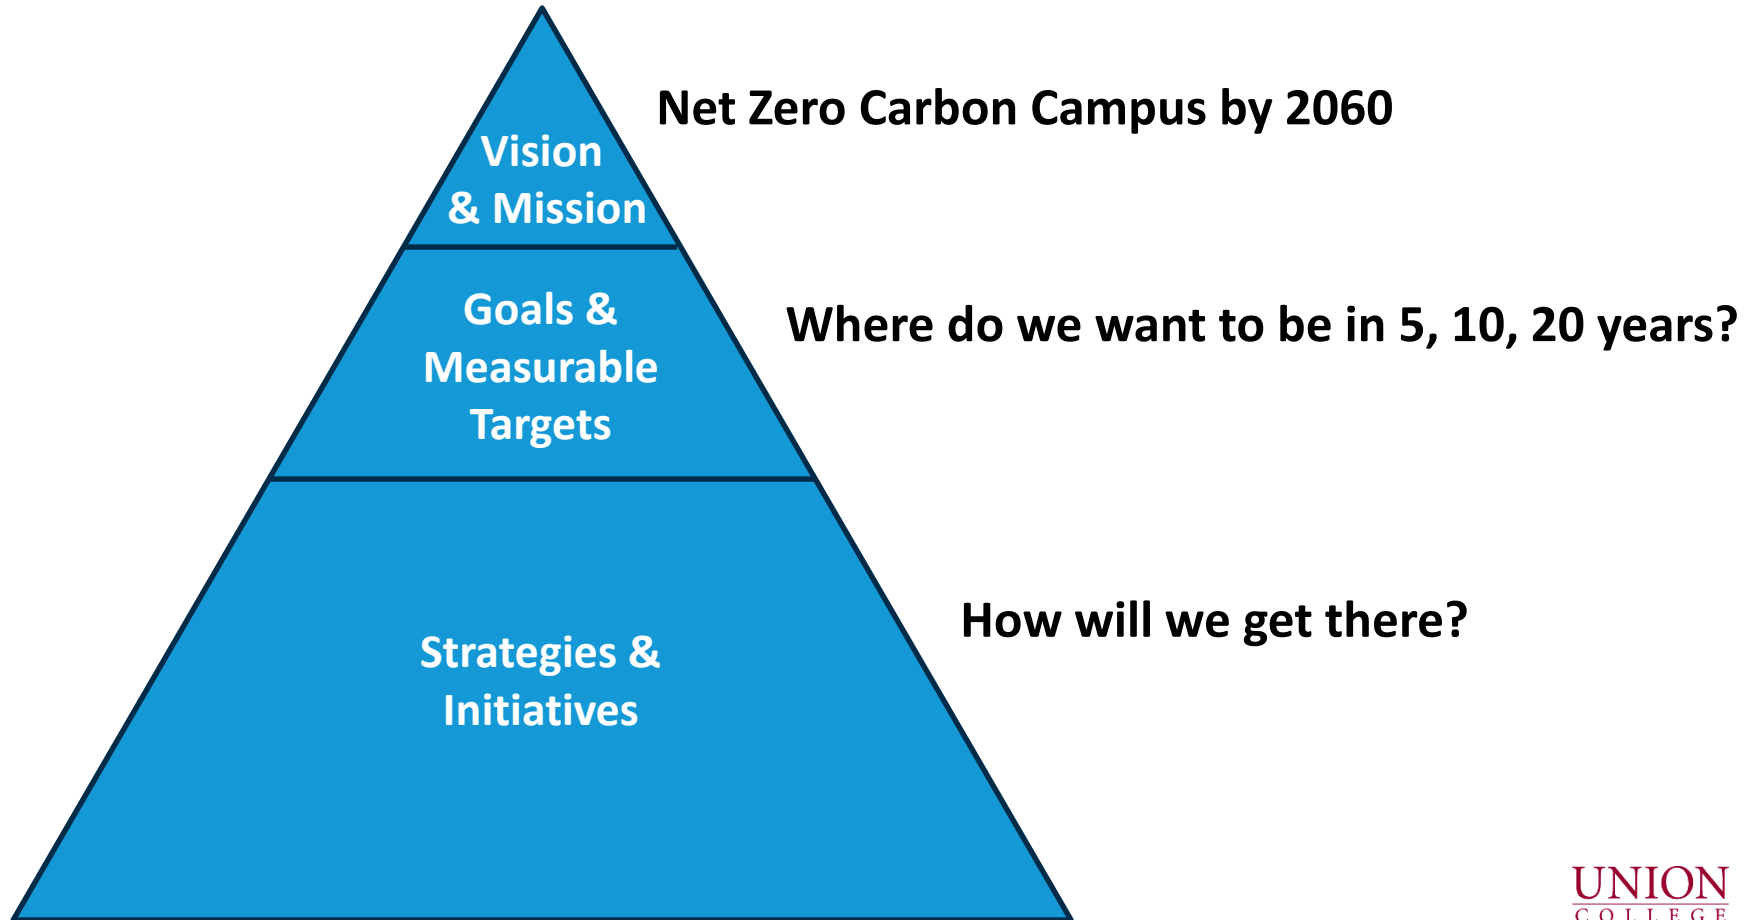 Net Zero Carbon Campus by 2060
Vision
& Mission
Goals &
Measurable
Targets
Where do we want to be in 5, 10, 20 years?
How will we get there?
Strategies &
Initiatives
UNION
COLLEGE